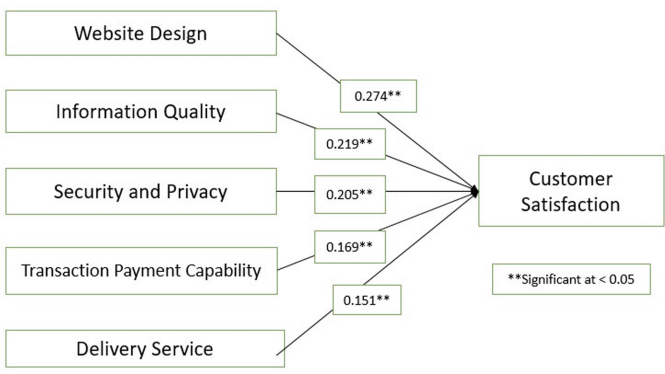 Website Design
0.274**
Information Quality
0.219**
Security and Privacy
0.205**
Customer
Satisfaction
Transaction Payment Capability
0.169**
**Significant at < 0.05
0.151**
Delivery Service